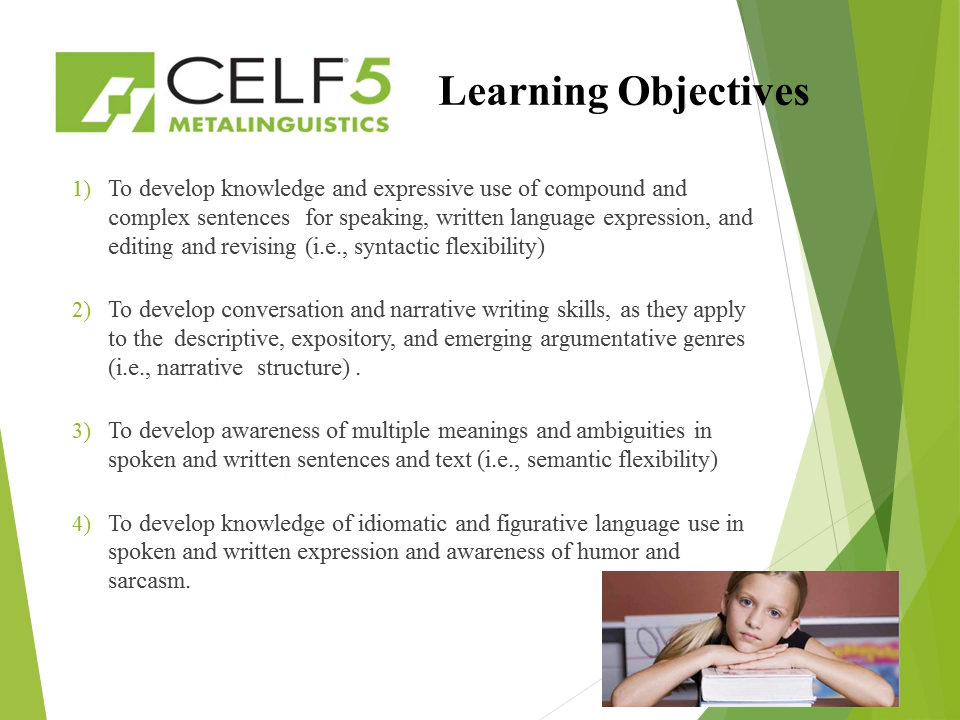 CELF 5
METALINGUISTICS
Learning Objectives
1) To develop knowledge and expressive use of compound and
complex sentences for speaking, written language expression, and
editing and revising (i.e., syntactic flexibility)
2) To develop conversation and narrative writing skills, as they apply
to the descriptive, expository, and emerging argumentative genres
(i.e., narrative structure) .
3) To develop awareness of multiple meanings and ambiguities in
spoken and written sentences and text (i.e., semantic flexibility)
4) To develop knowledge of idiomatic and figurative language use in
spoken and written expression and awareness of humor and
sarcasm.